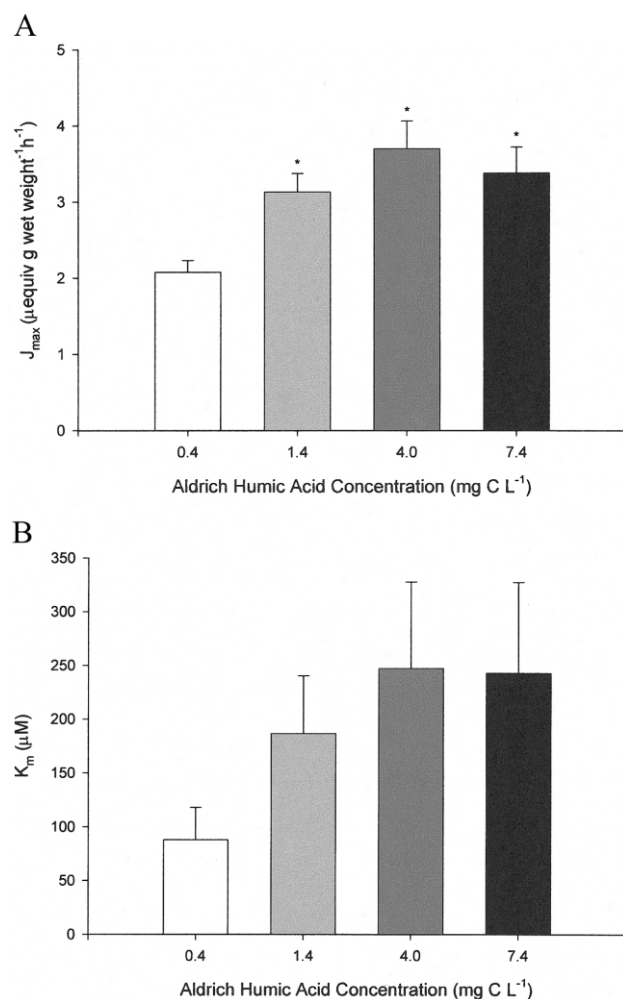 A
J_max (μequiv g wet weight⁻¹h⁻¹)
5
4
3
2
1
0
*
*
*
0.4 1.4 4.0 7.4
Aldrich Humic Acid Concentration (mg C L⁻¹)
B
K_m (μM)
350
300
250
200
150
100
50
0
0.4 1.4 4.0 7.4
Aldrich Humic Acid Concentration (mg C L⁻¹)